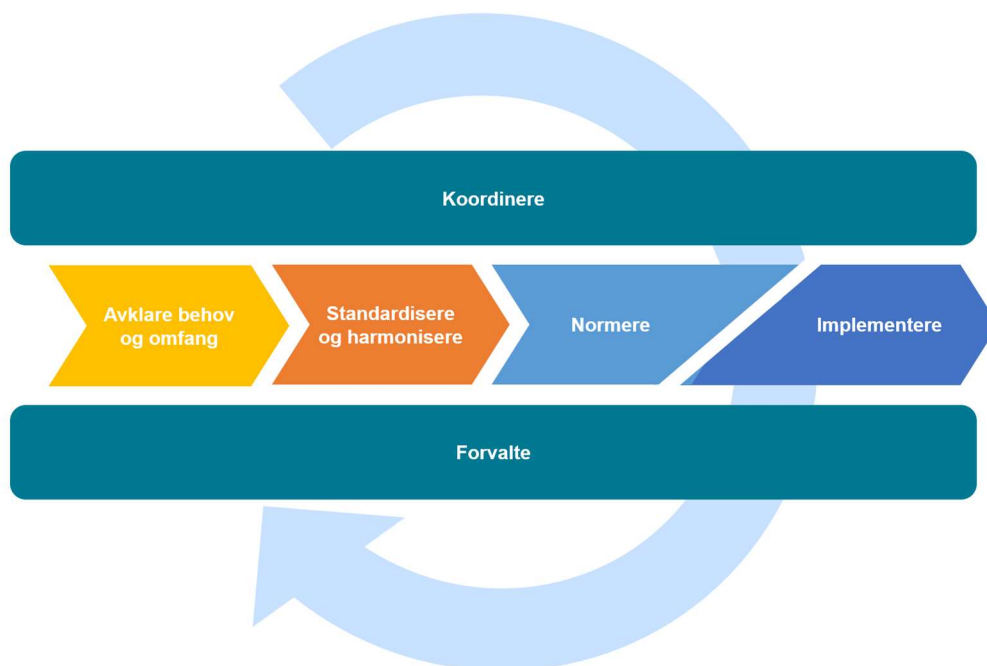 Koordinere
Avklare behov
og omfang
Standardisere
og harmonisere
Normere
Implementere
Forvalte